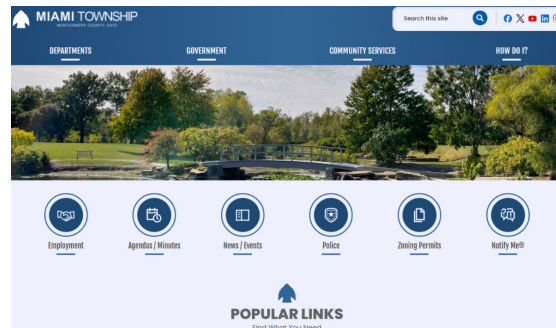 MIAMI TOWNSHIP
MONTGOMERY COUNTY, OHIO
Search this site
DEPARTMENTS
GOVERNMENT
COMMUNITY SERVICES
HOW DO I?
Employment
Agendas / Minutes
News / Events
Police
Zoning Permits
Notify Me®
POPULAR LINKS
Find What You Need